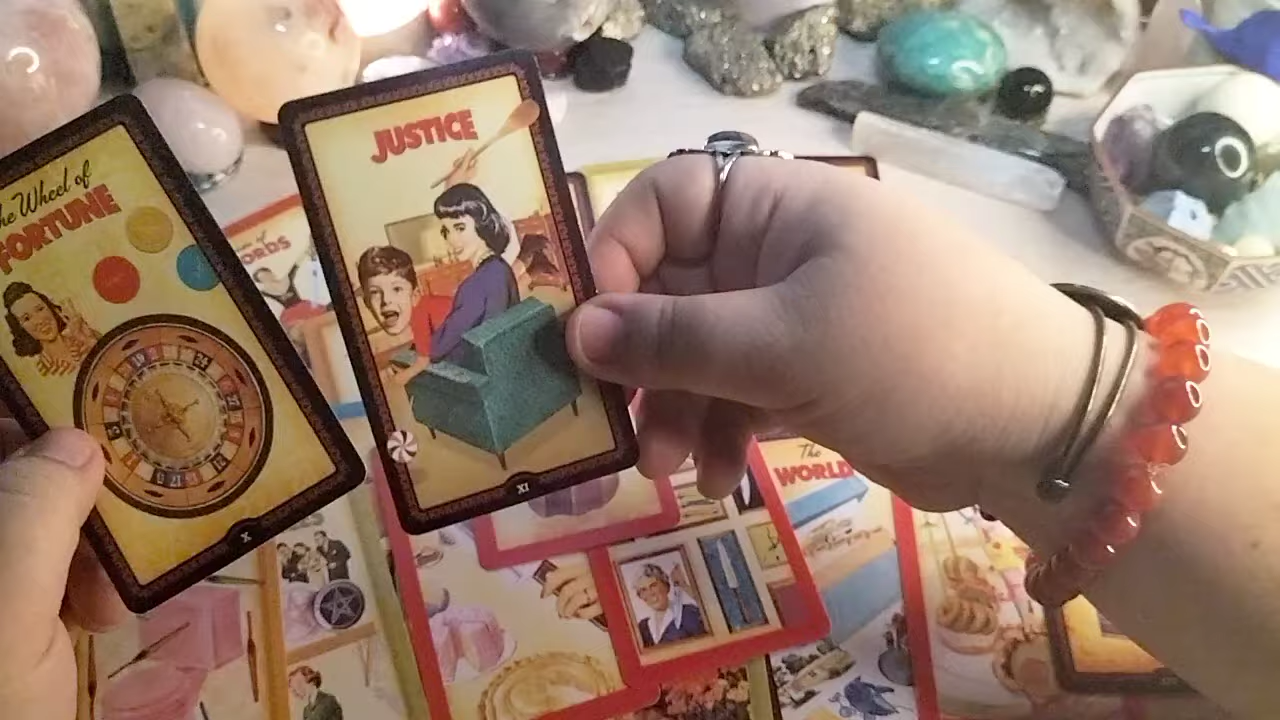 The Wheel of
FORTUNE
X
JUSTICE
XI
The
WORLD